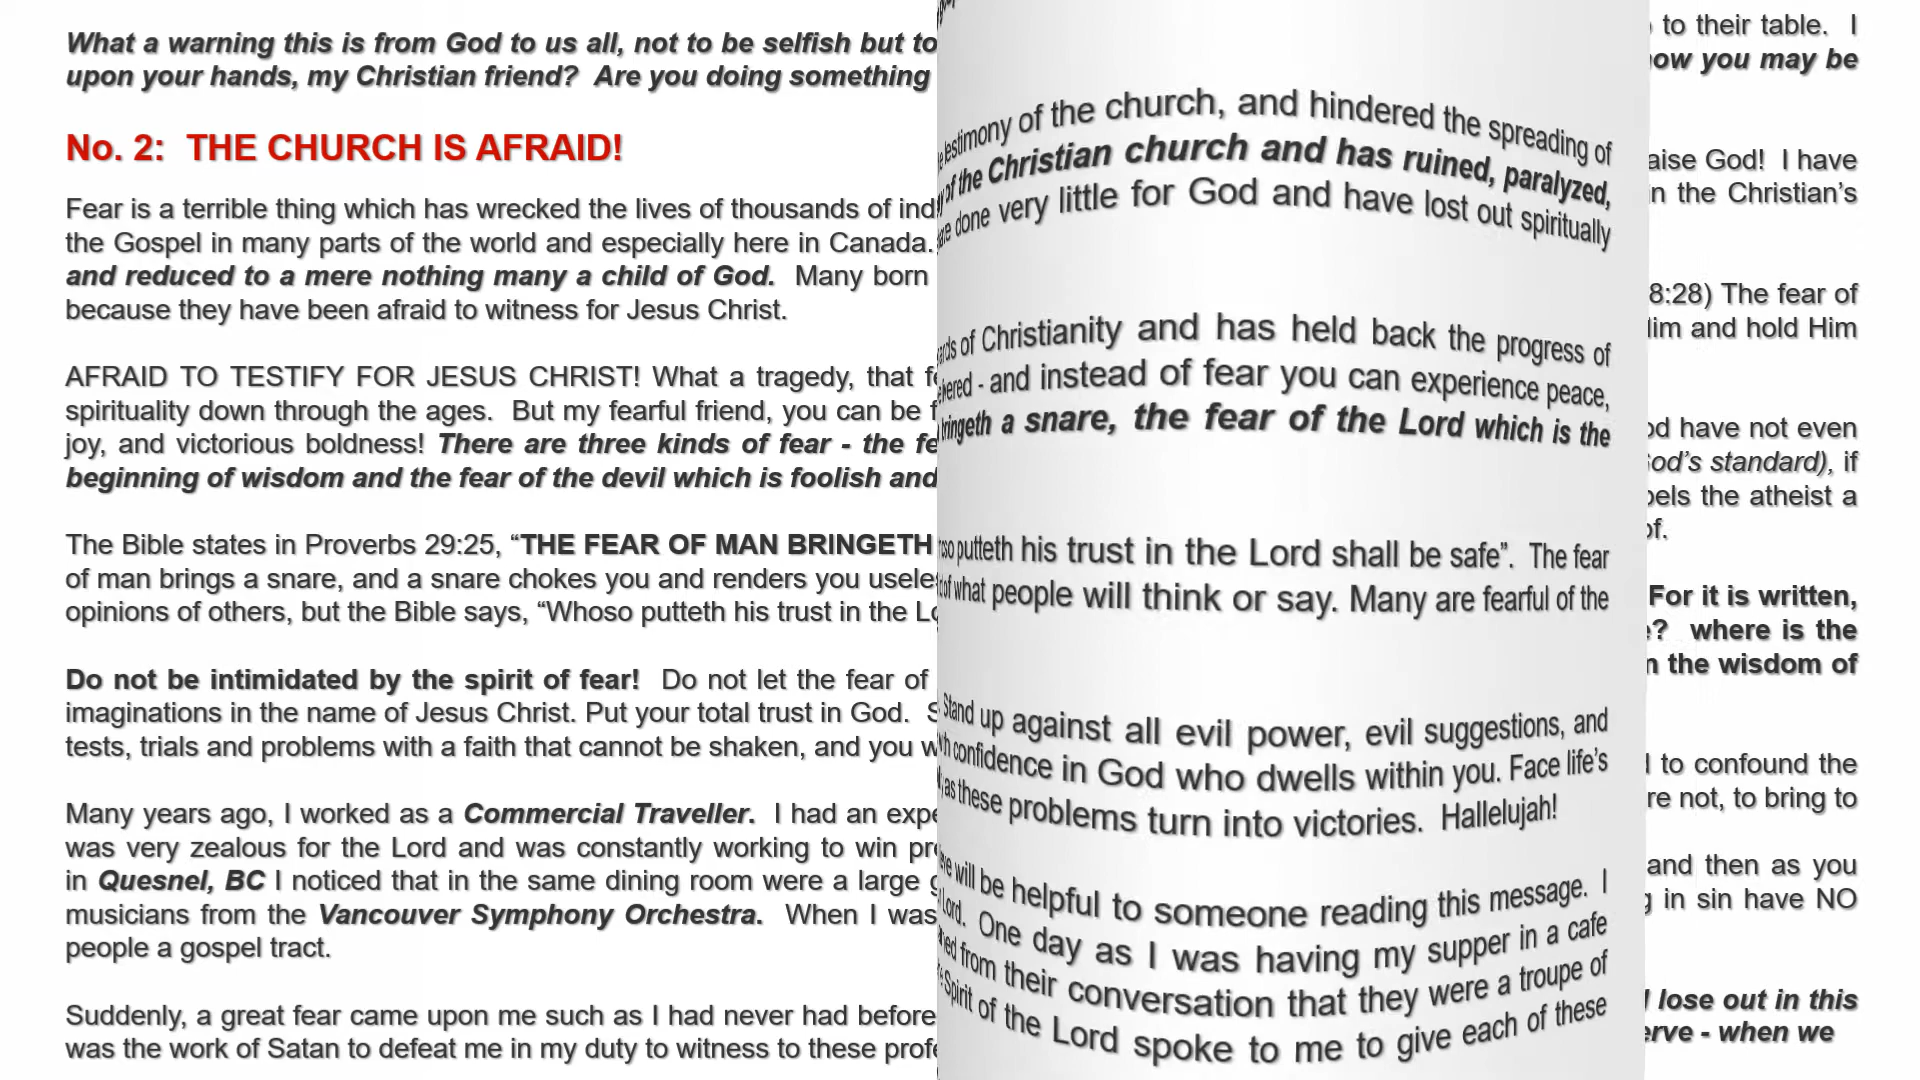 What a warning this is from God to us all, not to be selfish but to
upon your hands, my Christian friend? Are you doing something
No. 2: THE CHURCH IS AFRAID!
Fear is a terrible thing which has wrecked the lives of thousands of
the Gospel in many parts of the world and especially here in Canada.
and reduced to a mere nothing many a child of God. Many born
because they have been afraid to witness for Jesus Christ.
AFRAID TO TESTIFY FOR JESUS CHRIST! What a tragedy, that
spirituality down through the ages. But my fearful friend, you can be
joy, and victorious boldness! There are three kinds of fear - the
beginning of wisdom and the fear of the devil which is foolish and
The Bible states in Proverbs 29:25, “THE FEAR OF MAN BRINGETH
of man brings a snare, and a snare chokes you and renders you
opinions of others, but the Bible says, “Whoso putteth his trust in the
Do not be intimidated by the spirit of fear! Do not let the fear of
imaginations in the name of Jesus Christ. Put your total trust in God.
tests, trials and problems with a faith that cannot be shaken, and you
Many years ago, I worked as a Commercial Traveller. I had an
was very zealous for the Lord and was constantly working to win
in Quesnel, BC I noticed that in the same dining room were a large
musicians from the Vancouver Symphony Orchestra. When I was
people a gospel tract.
Suddenly, a great fear came upon me such as I had never had before
was the work of Satan to defeat me in my duty to witness to these
testimony of the church, and hindered the spreading of
of the Christian church and has ruined, paralyzed,
done very little for God and have lost out spiritually
of Christianity and has held back the progress of
- and instead of fear you can experience peace,
bringeth a snare, the fear of the Lord which is the
putteth his trust in the Lord shall be safe”. The fear
of what people will think or say. Many are fearful of the
Stand up against all evil power, evil suggestions, and
confidence in God who dwells within you. Face life’s
as these problems turn into victories. Hallelujah!
will be helpful to someone reading this message. I
Lord. One day as I was having my supper in a cafe
from their conversation that they were a troupe of
Spirit of the Lord spoke to me to give each of these
to their table. I
you may be
God! I have
the Christian’s
8:28) The fear of
and hold Him
have not even
standard), if
the atheist a
For it is written,
where is the
the wisdom of
to confound the
not, to bring to
and then as you
in sin have NO
lose out in this
- when we